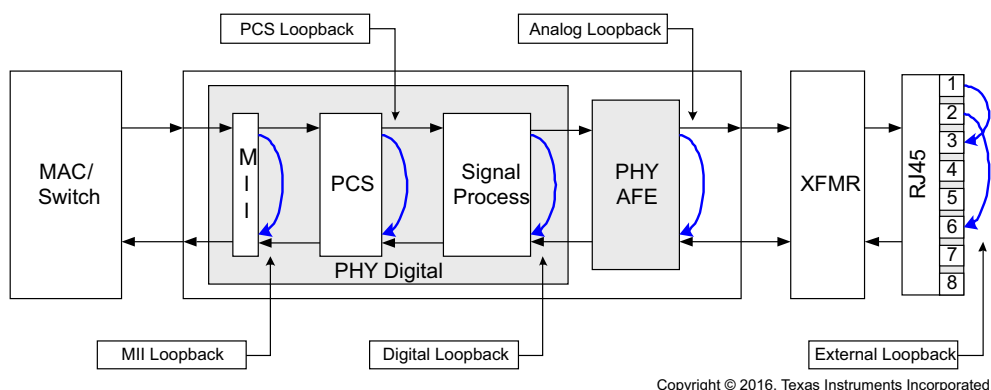 PCS Loopback
Analog Loopback
MAC/
Switch
M
I
I
PCS
Signal
Process
PHY
AFE
XFMR
RJ45
1
2
3
4
5
6
7
8
PHY Digital
MII Loopback
Digital Loopback
External Loopback
Copyright © 2016, Texas Instruments Incorporated